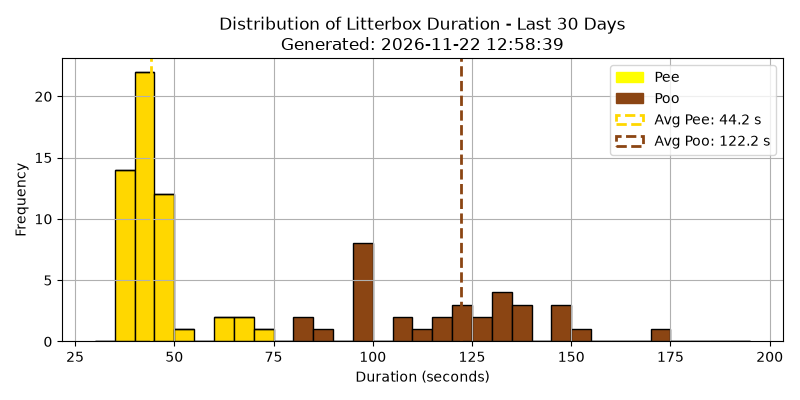 Distribution of Litterbox Duration - Last 30 Days
Generated: 2026-11-22 12:58:39
Pee
Poo
Avg Pee: 44.2 s
Avg Poo: 122.2 s
Frequency
20
15
10
5
0
25 50 75 100 125 150 175 200
Duration (seconds)